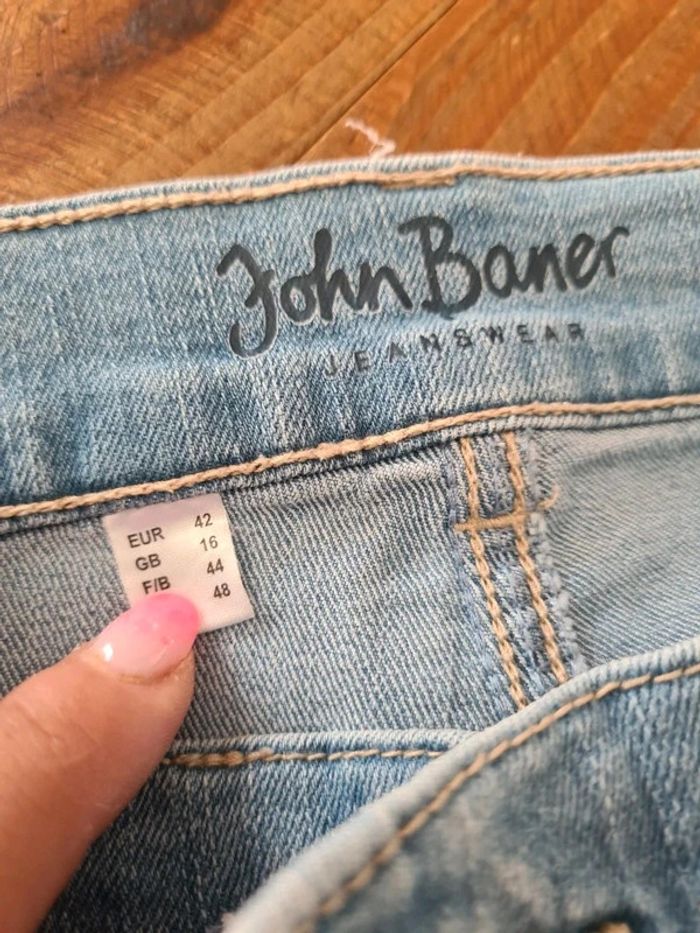 John Baner
JEANSWEAR
EUR 42
GB 16
F/B 44
48